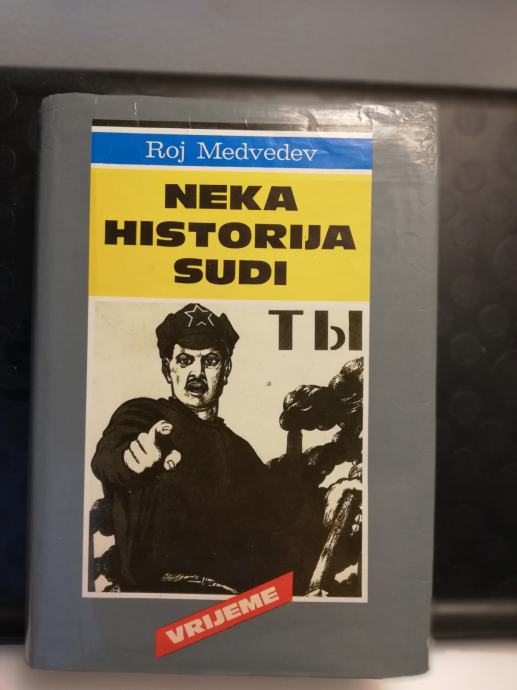 Roj Medvedev
NEKA
HISTORIJA
SUDI
ТЫ
VRIJEME